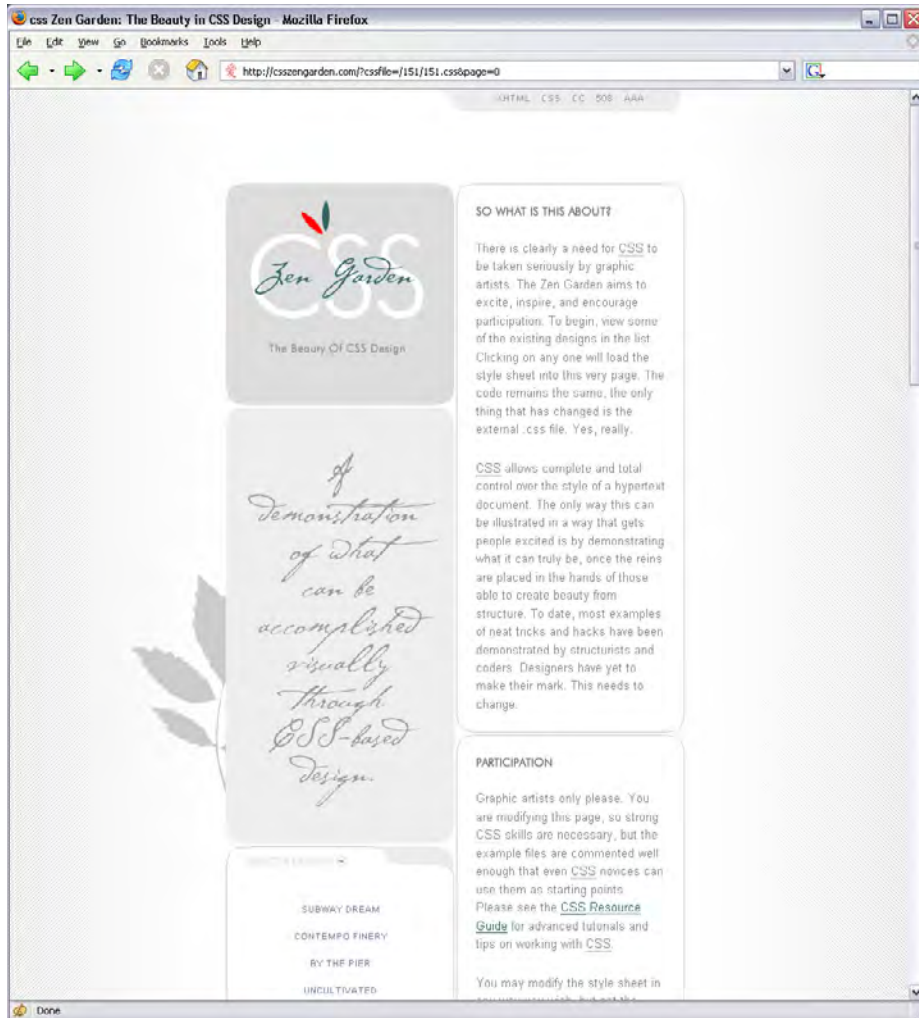 css Zen Garden: The Beauty in CSS Design - Mozilla Firefox
File Edit View Go Bookmarks Tools Help
http://csszengarden.com/?cssfile=/151/151.css&page=0
XHTML CSS CC 508 AAA
CSS
Zen Garden
The Beauty Of CSS Design
A
demonstration
of what
can be
accomplished
visually
through
CSS-based
design.
SUBWAY DREAM
CONTEMPO FINERY
BY THE PIER
UNCULTIVATED
SO WHAT IS THIS ABOUT?
There is clearly a need for CSS to
be taken seriously by graphic
artists. The Zen Garden aims to
excite, inspire, and encourage
participation. To begin, view some
of the existing designs in the list.
Clicking on any one will load the
style sheet into this very page. The
code remains the same, the only
thing that has changed is the
external .css file. Yes, really.
CSS allows complete and total
control over the style of a hypertext
document. The only way this can
be illustrated in a way that gets
people excited is by demonstrating
what it can truly be, once the reins
are placed in the hands of those
able to create beauty from
structure. To date, most examples
of neat tricks and hacks have been
demonstrated by structurists and
coders. Designers have yet to
make their mark. This needs to
change.
PARTICIPATION
Graphic artists only please. You
are modifying this page, so strong
CSS skills are necessary, but the
example files are commented well
enough that even CSS novices can
use them as starting points.
Please see the CSS Resource
Guide for advanced tutorials and
tips on working with CSS.
You may modify the style sheet in
Done